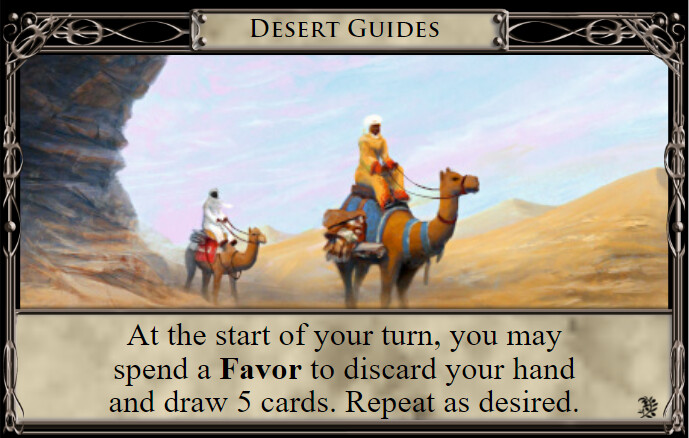 Desert Guides
At the start of your turn, you may
spend a Favor to discard your hand
and draw 5 cards. Repeat as desired.